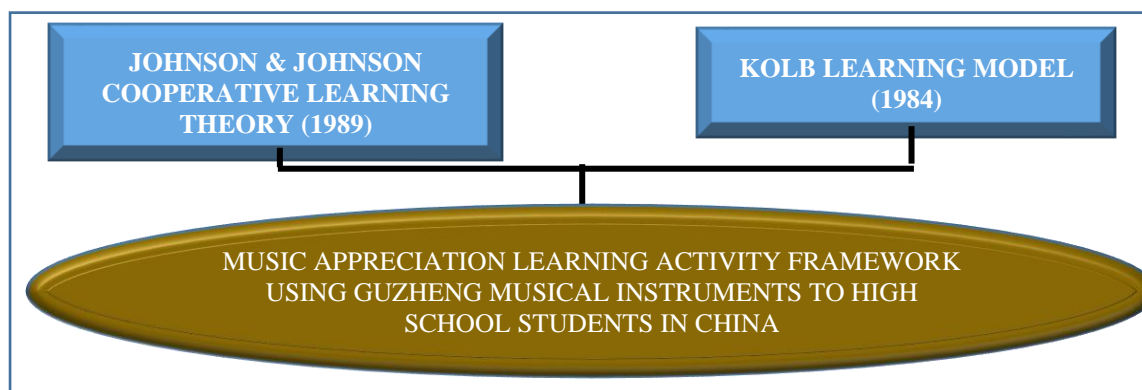 JOHNSON & JOHNSON
COOPERATIVE LEARNING
THEORY (1989)
KOLB LEARNING MODEL
(1984)
MUSIC APPRECIATION LEARNING ACTIVITY FRAMEWORK
USING GUZHENG MUSICAL INSTRUMENTS TO HIGH
SCHOOL STUDENTS IN CHINA